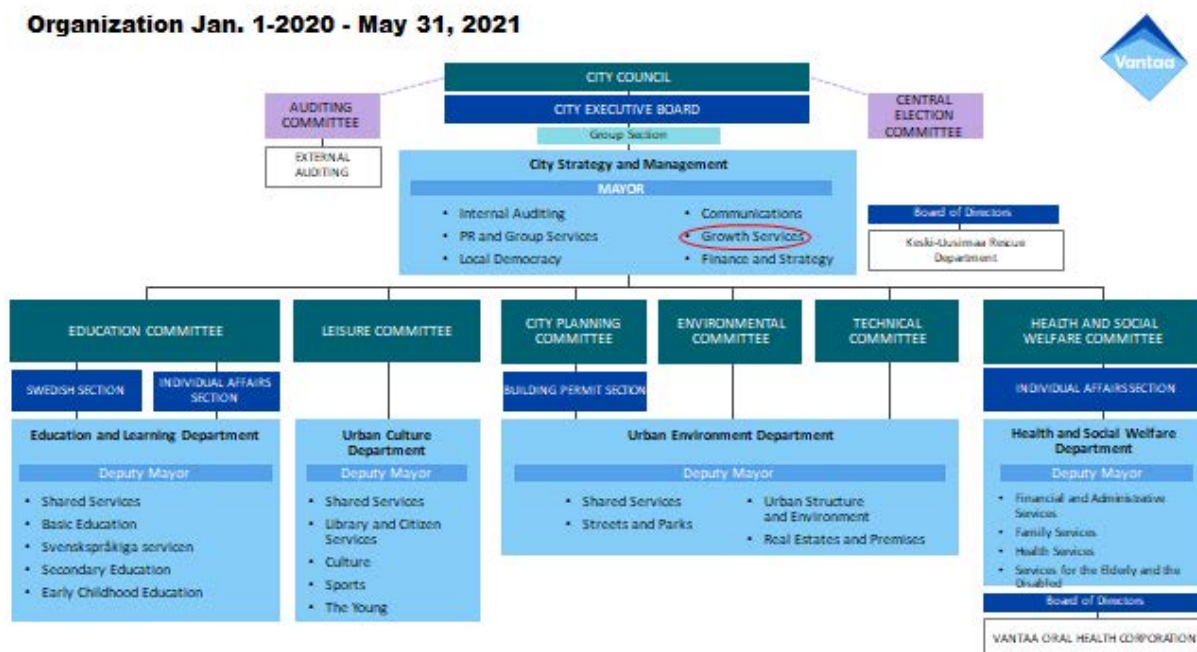 Organization Jan. 1-2020 - May 31, 2021
Vantaa
CITY COUNCIL
AUDITING
COMMITTEE
CITY EXECUTIVE BOARD
CENTRAL
ELECTION
COMMITTEE
Group Section
EXTERNAL
AUDITING
City Strategy and Management
MAYOR
• Internal Auditing
• PR and Group Services
• Local Democracy
• Communications
• Growth Services
• Finance and Strategy
Board of Directors
Keski-Uusimaa Rescue
Department
EDUCATION COMMITTEE
LEISURE COMMITTEE
CITY PLANNING
COMMITTEE
ENVIRONMENTAL
COMMITTEE
TECHNICAL
COMMITTEE
HEALTH AND SOCIAL
WELFARE COMMITTEE
SWEDISH SECTION
INDIVIDUAL AFFAIRS
SECTION
BUILDING PERMIT SECTION
INDIVIDUAL AFFAIRS SECTION
Education and Learning Department
Deputy Mayor
• Shared Services
• Basic Education
• Svenskspråkiga servicen
• Secondary Education
• Early Childhood Education
Urban Culture
Department
Deputy Mayor
• Shared Services
• Library and Citizen
Services
• Culture
• Sports
• The Young
Urban Environment Department
Deputy Mayor
• Shared Services
• Streets and Parks
• Urban Structure
and Environment
• Real Estates and Premises
Health and Social Welfare
Department
Deputy Mayor
• Financial and Administrative
Services
• Family Services
• Health Services
• Services for the Elderly and the
Disabled
Board of Directors
VANTAA ORAL HEALTH CORPORATION